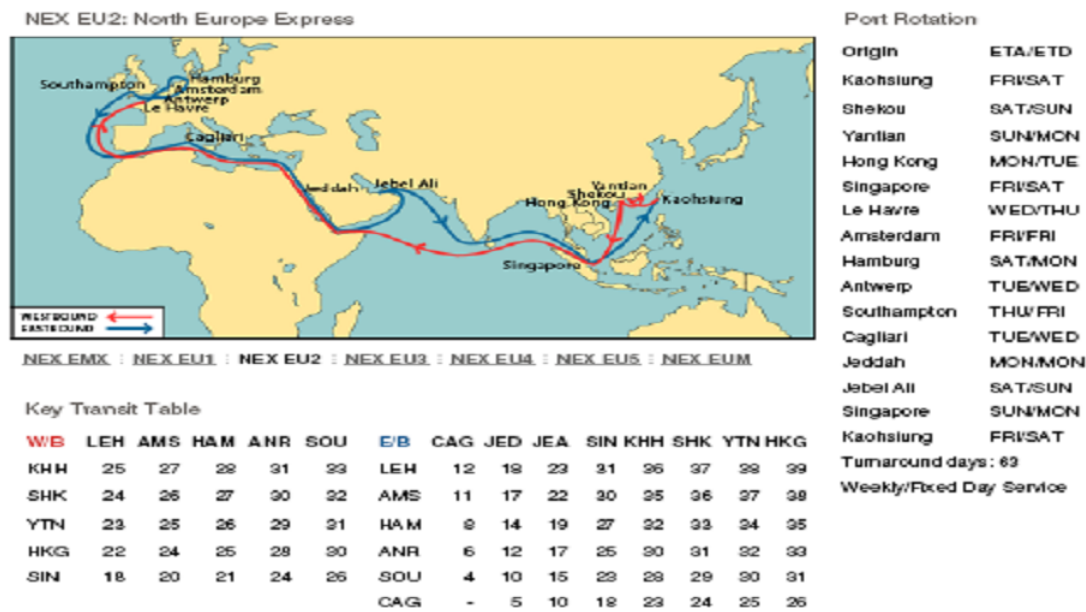 NEX EU2: North Europe Express
Southampton
Hamburg
Amsterdam
Antwerp
Le Havre
Cagliari
Jeddah
Jebel Ali
Yantian
Shekou
Hong Kong
Kaohsiung
Singapore
WESTBOUND
EASTBOUND
NEX EMX : NEX EU1 : NEX EU2 : NEX EU3 : NEX EU4 : NEX EU5 : NEX EUM
Key Transit Table
W/B LEH AMS HAM ANR SOU E/B CAG JED JEA SIN KHH SHK YTN HKG
KHH 25 27 28 31 33 LEH 12 18 23 31 36 37 38 39
SHK 24 26 27 30 32 AMS 11 17 22 30 35 36 37 38
YTN 23 25 26 29 31 HAM 8 14 19 27 32 33 34 35
HKG 22 24 25 28 30 ANR 6 12 17 25 30 31 32 33
SIN 18 20 21 24 26 SOU 4 10 15 23 28 29 30 31
CAG - 5 10 18 23 24 25 26
Port Rotation
Origin ETA/ETD
Kaohsiung FRI/SAT
Shekou SAT/SUN
Yantian SUN/MON
Hong Kong MON/TUE
Singapore FRI/SAT
Le Havre WED/THU
Amsterdam FRI/FRI
Hamburg SAT/MON
Antwerp TUE/WED
Southampton THU/FRI
Cagliari TUE/WED
Jeddah MON/MON
Jebel Ali SAT/SUN
Singapore SUN/MON
Kaohsiung FRI/SAT
Turnaround days: 63
Weekly/Fixed Day Service